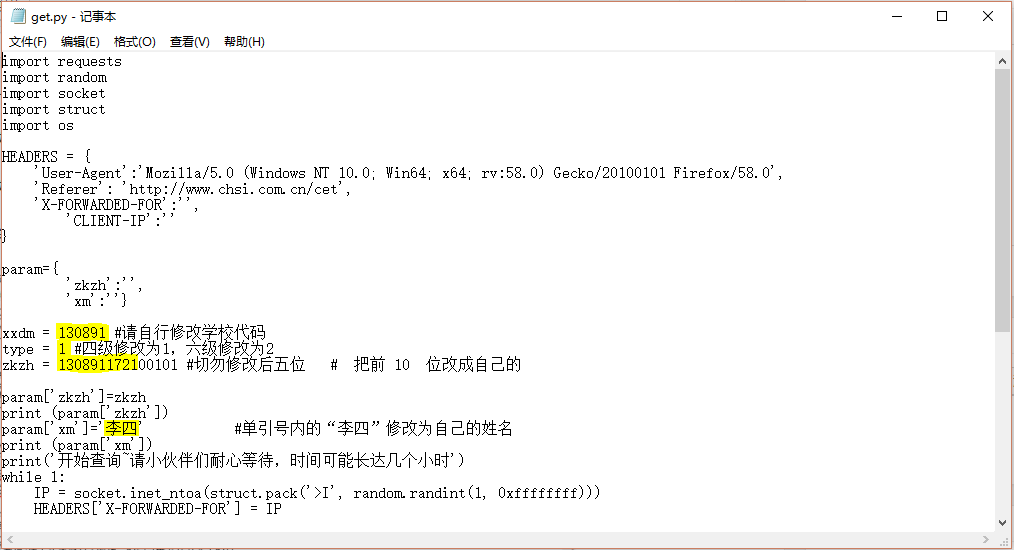 get.py - 记事本
文件(F) 编辑(E) 格式(O) 查看(V) 帮助(H)
import requests
import random
import socket
import struct
import os
HEADERS = {
    'User-Agent':'Mozilla/5.0 (Windows NT 10.0; Win64; x64; rv:58.0) Gecko/20100101 Firefox/58.0',
    'Referer': 'http://www.chsi.com.cn/cet',
    'X-FORWARDED-FOR':'',
        'CLIENT-IP':''
}
param={
        'zkzh':'',
        'xm':''}
xxdm = 130891 #请自行修改学校代码
type = 1 #四级修改为1，六级修改为2
zkzh = 130891172100101 #切勿修改后五位   #  把前 10  位改成自己的
param['zkzh']=zkzh
print (param['zkzh'])
param['xm']='李四'           #单引号内的“李四”修改为自己的姓名
print (param['xm'])
print('开始查询~请小伙伴们耐心等待，时间可能长达几个小时')
while 1:
    IP = socket.inet_ntoa(struct.pack('>I', random.randint(1, 0xffffffff)))
    HEADERS['X-FORWARDED-FOR'] = IP